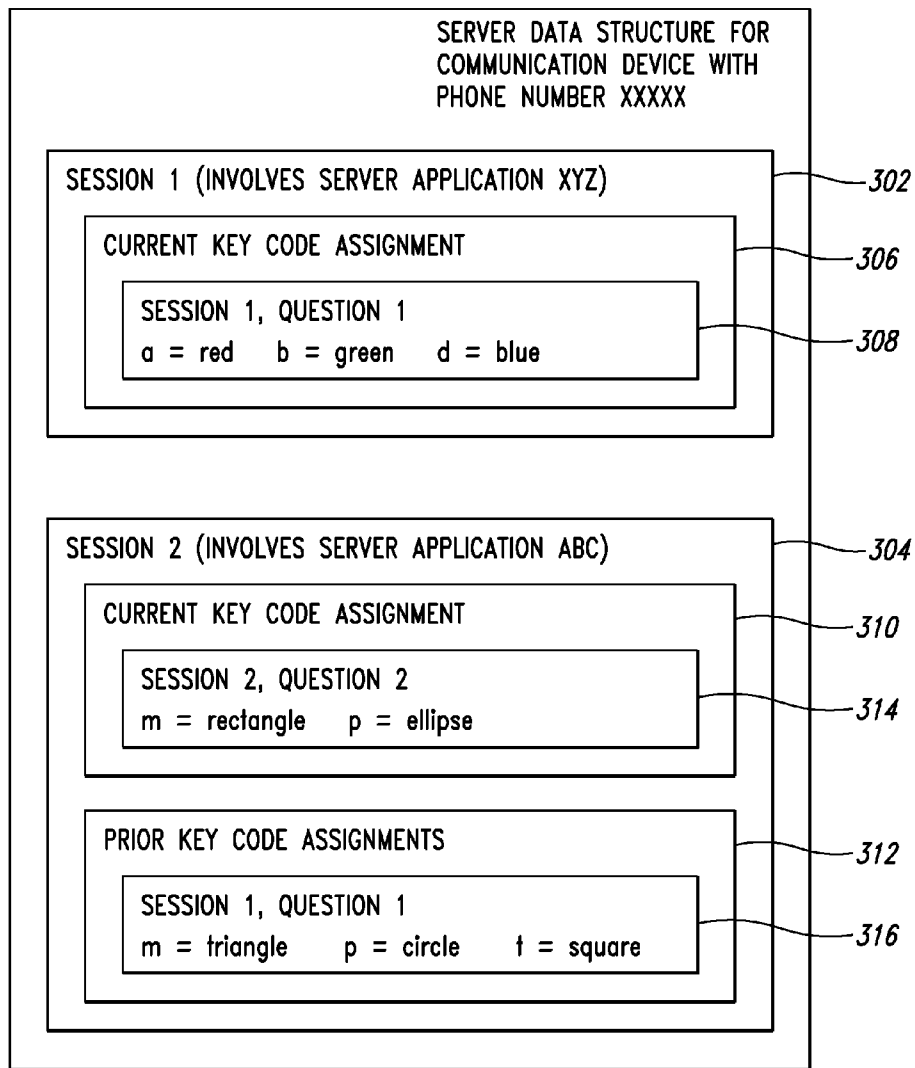 SERVER DATA STRUCTURE FOR
COMMUNICATION DEVICE WITH
PHONE NUMBER XXXXX
SESSION 1 (INVOLVES SERVER APPLICATION XYZ)
302
CURRENT KEY CODE ASSIGNMENT
306
SESSION 1, QUESTION 1
308
a = red b = green d = blue
SESSION 2 (INVOLVES SERVER APPLICATION ABC)
304
CURRENT KEY CODE ASSIGNMENT
310
SESSION 2, QUESTION 2
314
m = rectangle p = ellipse
PRIOR KEY CODE ASSIGNMENTS
312
SESSION 1, QUESTION 1
316
m = triangle p = circle t = square